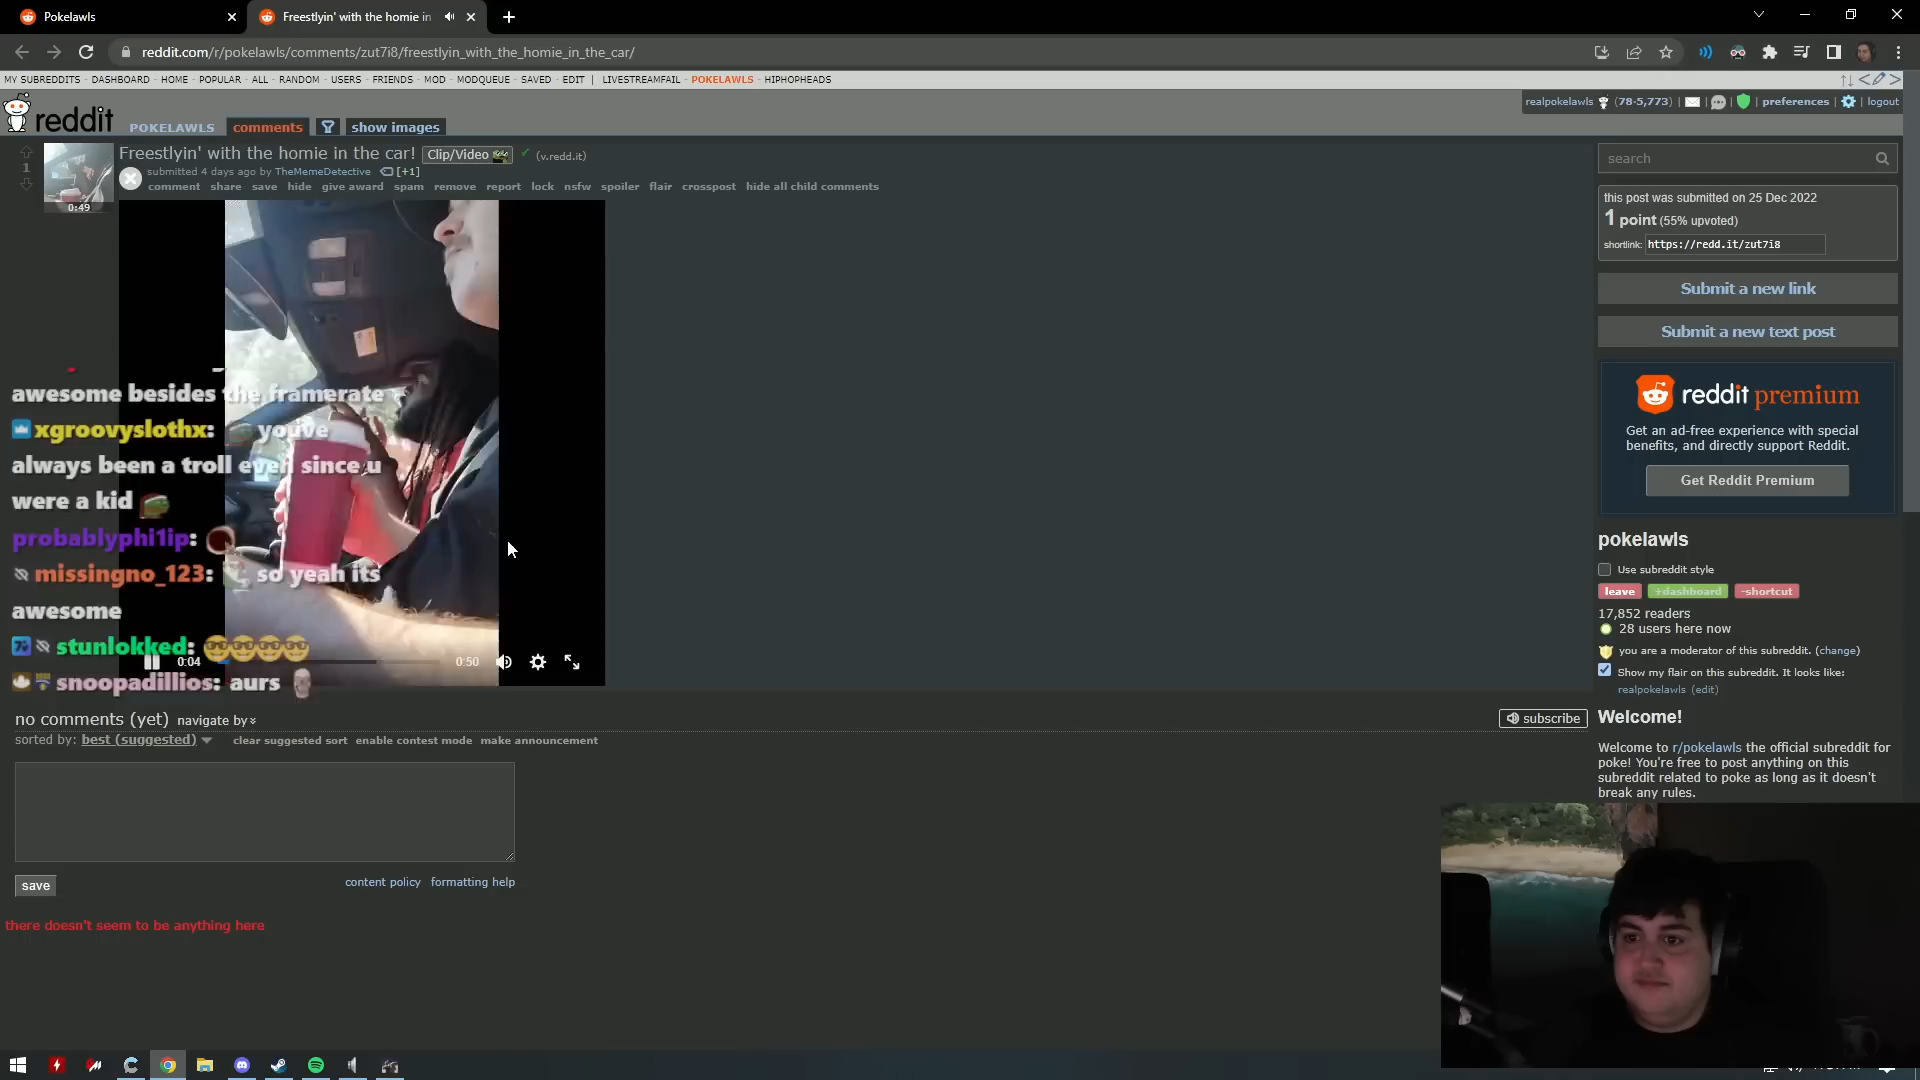 Pokelawls
Freestlyin' with the homie in
reddit.com/r/pokelawls/comments/zut7i8/freestlyin_with_the_homie_in_the_car/
MY SUBREDDITS - DASHBOARD - HOME - POPULAR - ALL - RANDOM - USERS - FRIENDS - MOD - MODQUEUE - SAVED - EDIT | LIVESTREAMFAIL - POKELAWLS - HIPHOPHEADS
realpokelawls (78·5,773) | preferences | logout
reddit POKELAWLS comments show images
Freestlyin' with the homie in the car! Clip/Video (v.redd.it)
1 submitted 4 days ago by TheMemeDetective [+1]
comment share save hide give award spam remove report lock nsfw spoiler flair crosspost hide all child comments
0:49
search
this post was submitted on 25 Dec 2022
1 point (55% upvoted)
shortlink: https://redd.it/zut7i8
Submit a new link
Submit a new text post
reddit premium
Get an ad-free experience with special
benefits, and directly support Reddit.
Get Reddit Premium
awesome besides the framerate
xgroovyslothx: youve
always been a troll even since u
were a kid
probablyphi1ip:
missingno_123: so yeah its
awesome
stunlokked:
0:04 0:50
snoopadillios: aurs
pokelawls
Use subreddit style
leave +dashboard -shortcut
17,852 readers
28 users here now
you are a moderator of this subreddit. (change)
Show my flair on this subreddit. It looks like:
realpokelawls (edit)
no comments (yet) navigate by
subscribe
sorted by: best (suggested) clear suggested sort enable contest mode make announcement
Welcome!
Welcome to r/pokelawls the official subreddit for
poke! You're free to post anything on this
subreddit related to poke as long as it doesn't
break any rules.
save content policy formatting help
there doesn't seem to be anything here